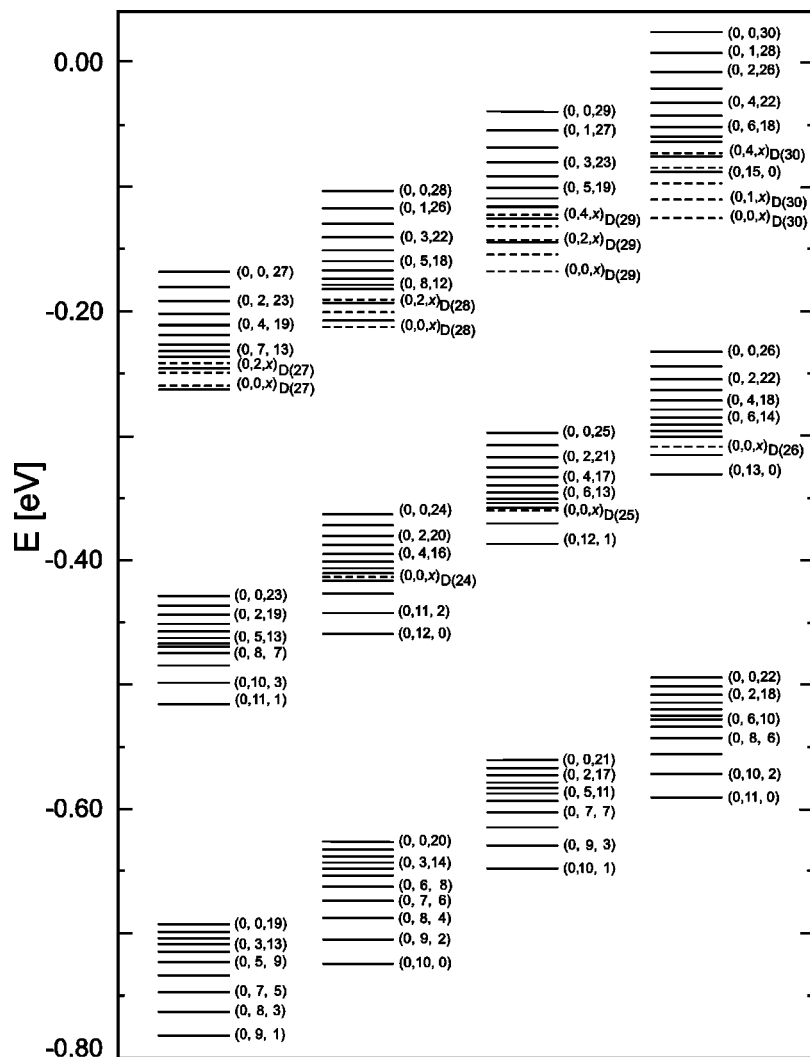 0.00
-0.20
-0.40
-0.60
-0.80
E [eV]
(0, 0,30)
(0, 1,28)
(0, 2,26)
(0, 4,22)
(0, 6,18)
(0,4,x)D(30)
(0,15, 0)
(0,1,x)D(30)
(0,0,x)D(30)
(0, 0,29)
(0, 1,27)
(0, 3,23)
(0, 5,19)
(0,4,x)D(29)
(0,2,x)D(29)
(0,0,x)D(29)
(0, 0,28)
(0, 1,26)
(0, 3,22)
(0, 5,18)
(0, 8,12)
(0,2,x)D(28)
(0,0,x)D(28)
(0, 0, 27)
(0, 2, 23)
(0, 4, 19)
(0, 7, 13)
(0,2,x)D(27)
(0,0,x)D(27)
(0, 0,26)
(0, 2,22)
(0, 4,18)
(0, 6,14)
(0,0,x)D(26)
(0,13, 0)
(0, 0,25)
(0, 2,21)
(0, 4,17)
(0, 6,13)
(0,0,x)D(25)
(0,12, 1)
(0, 0,24)
(0, 2,20)
(0, 4,16)
(0,0,x)D(24)
(0,11, 2)
(0,12, 0)
(0, 0,23)
(0, 2,19)
(0, 5,13)
(0, 8, 7)
(0,10, 3)
(0,11, 1)
(0, 0,22)
(0, 2,18)
(0, 6,10)
(0, 8, 6)
(0,10, 2)
(0,11, 0)
(0, 0,21)
(0, 2,17)
(0, 5,11)
(0, 7, 7)
(0, 9, 3)
(0,10, 1)
(0, 0,20)
(0, 3,14)
(0, 6, 8)
(0, 7, 6)
(0, 8, 4)
(0, 9, 2)
(0,10, 0)
(0, 0,19)
(0, 3,13)
(0, 5, 9)
(0, 7, 5)
(0, 8, 3)
(0, 9, 1)